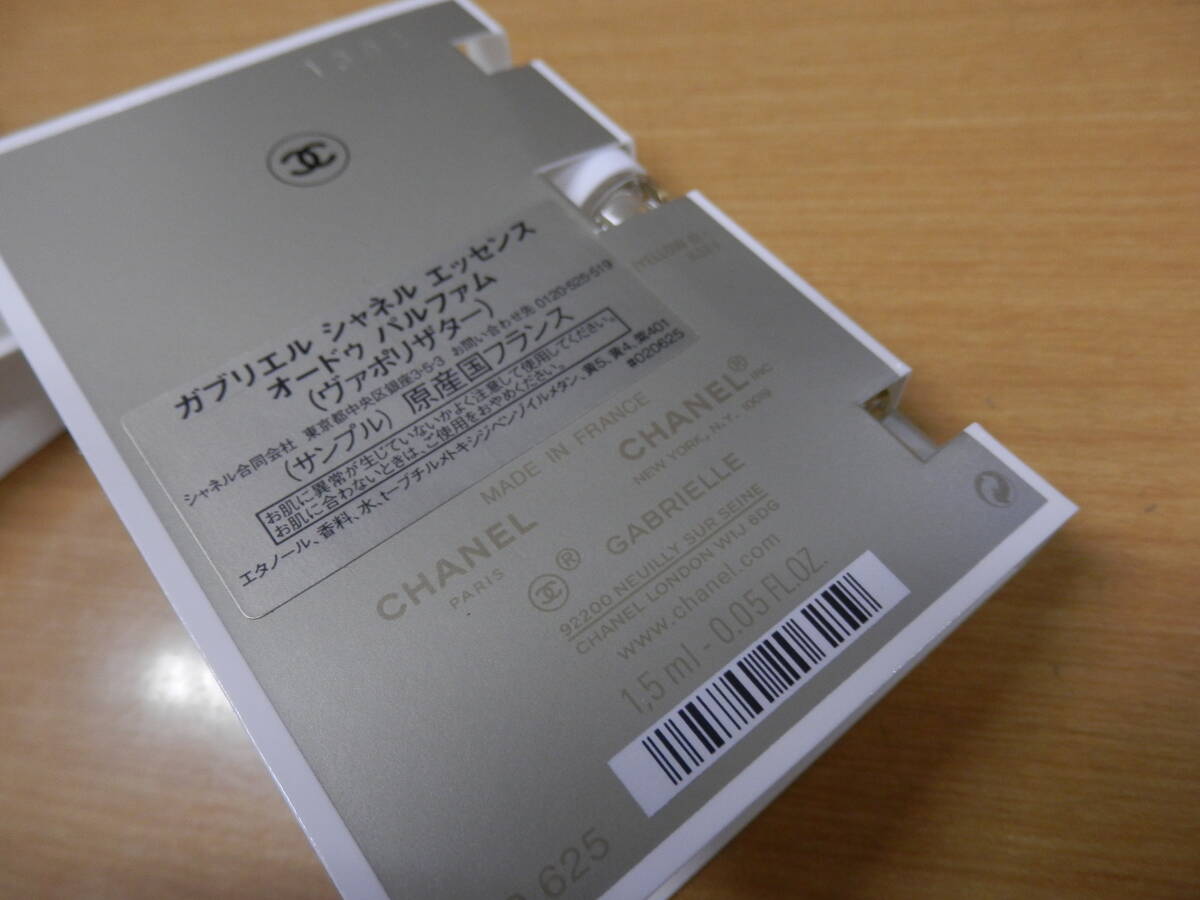 ガブリエル シャネル エッセンス
オードゥ パルファム
(ヴァポリザター)
シャネル合同会社 東京都中央区銀座3-5-3 お問い合わせ先 0120-525-519
(サンプル) 原産国フランス
お肌に異常が生じていないかよく注意して使用してください。
お肌に合わないときは、ご使用をおやめください。
エタノール、香料、水、t-ブチルメトキシジベンゾイルメタン、黄5、黄4、紫401
#020625
YELLOW 6
MADE IN FRANCE
CHANEL
PARIS
CHANEL® INC
NEW YORK, N.Y. 10019
® GABRIELLE
92200 NEUILLY SUR SEINE
CHANEL LONDON W1J 6DG
www.chanel.com
1,5 ml - 0.05 FL.OZ.
625